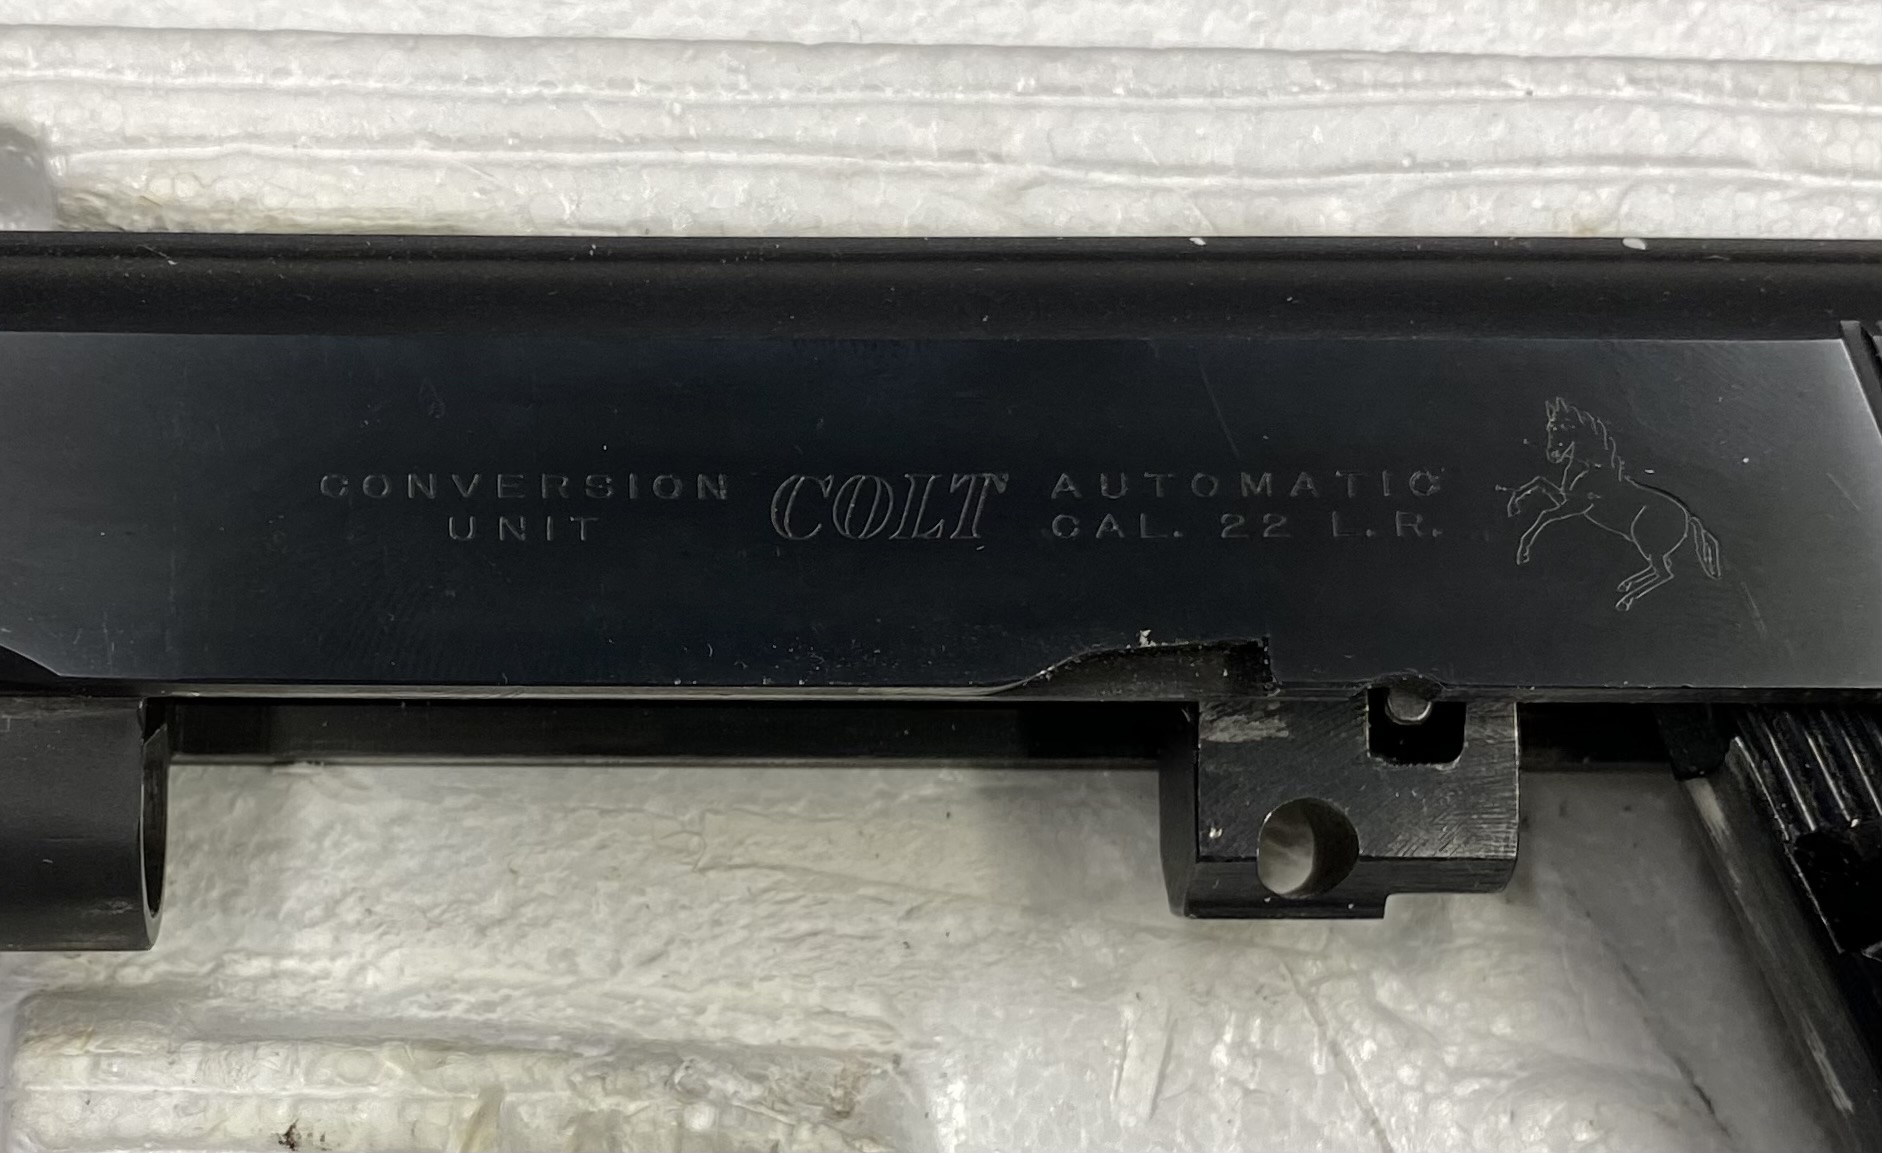 CONVERSION
UNIT
COLT
AUTOMATIC
CAL. 22 L.R.